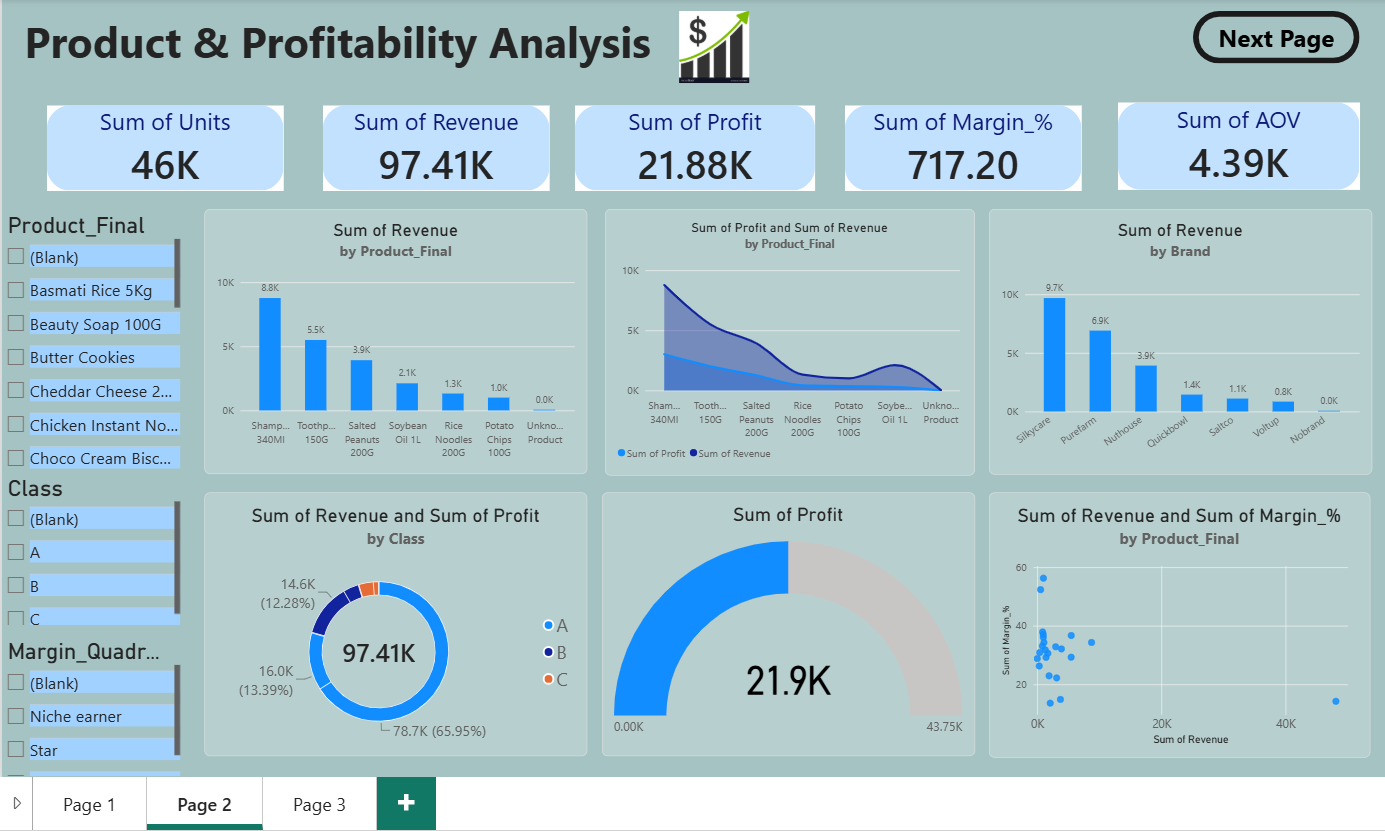 Product & Profitability Analysis
$
Next Page
Sum of Units
46K
Sum of Revenue
97.41K
Sum of Profit
21.88K
Sum of Margin_%
717.20
Sum of AOV
4.39K
Product_Final
(Blank)
Basmati Rice 5Kg
Beauty Soap 100G
Butter Cookies
Cheddar Cheese 2...
Chicken Instant No...
Choco Cream Bisc...
Class
(Blank)
A
B
C
Margin_Quadr...
(Blank)
Niche earner
Star
Sum of Revenue
by Product_Final
10K
5K
0K
8.8K
5.5K
3.9K
2.1K
1.3K
1.0K
0.0K
Shamp...
340Ml
Toothp...
150G
Salted
Peanuts
200G
Soybean
Oil 1L
Rice
Noodles
200G
Potato
Chips
100G
Unkno...
Product
Sum of Profit and Sum of Revenue
by Product_Final
10K
5K
0K
Sham...
340Ml
Tooth...
150G
Salted
Peanuts
200G
Rice
Noodles
200G
Potato
Chips
100G
Soybe...
Oil 1L
Unkno...
Product
Sum of Profit
Sum of Revenue
Sum of Revenue
by Brand
10K
5K
0K
9.7K
6.9K
3.9K
1.4K
1.1K
0.8K
0.0K
Silkycare
Purefarm
Nuthouse
Quickbowl
Saltco
Voltup
Nobrand
Sum of Revenue and Sum of Profit
by Class
14.6K
(12.28%)
16.0K
(13.39%)
97.41K
78.7K (65.95%)
A
B
C
Sum of Profit
21.9K
0.00K
43.75K
Sum of Revenue and Sum of Margin_%
by Product_Final
Sum of Margin_%
60
40
20
0K
20K
40K
Sum of Revenue
Page 1
Page 2
Page 3
+